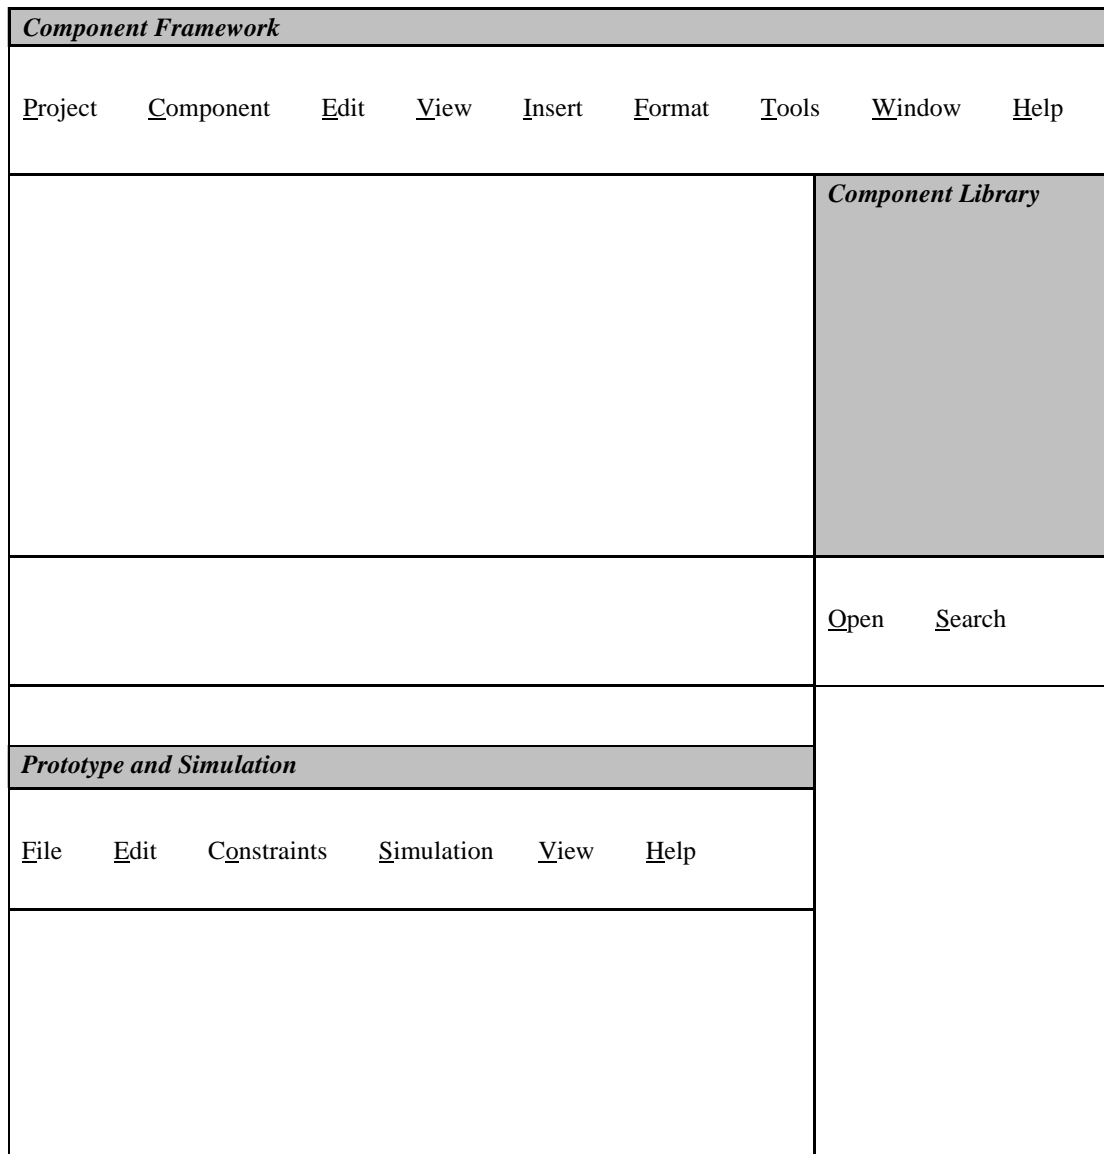 Component Framework
Project Component Edit View Insert Format Tools Window Help
Component Library
Open Search
Prototype and Simulation
File Edit Constraints Simulation View Help